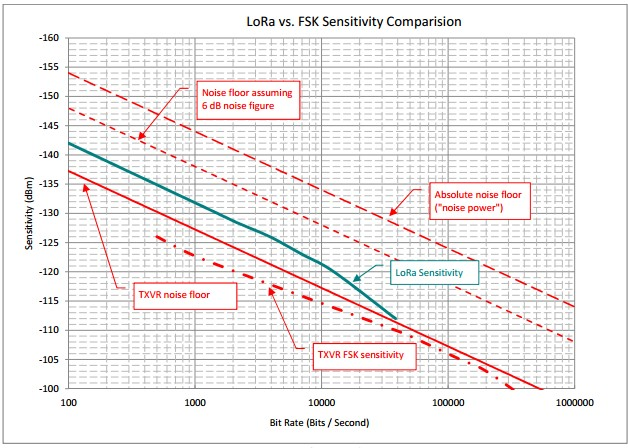 LoRa vs. FSK Sensitivity Comparision
-160
-155
-150
-145
-140
-135
-130
-125
-120
-115
-110
-105
-100
Sensitivity (dBm)
Noise floor assuming
6 dB noise figure
Absolute noise floor
("noise power")
LoRa Sensitivity
TXVR noise floor
TXVR FSK sensitivity
100
1000
10000
100000
1000000
Bit Rate (Bits / Second)